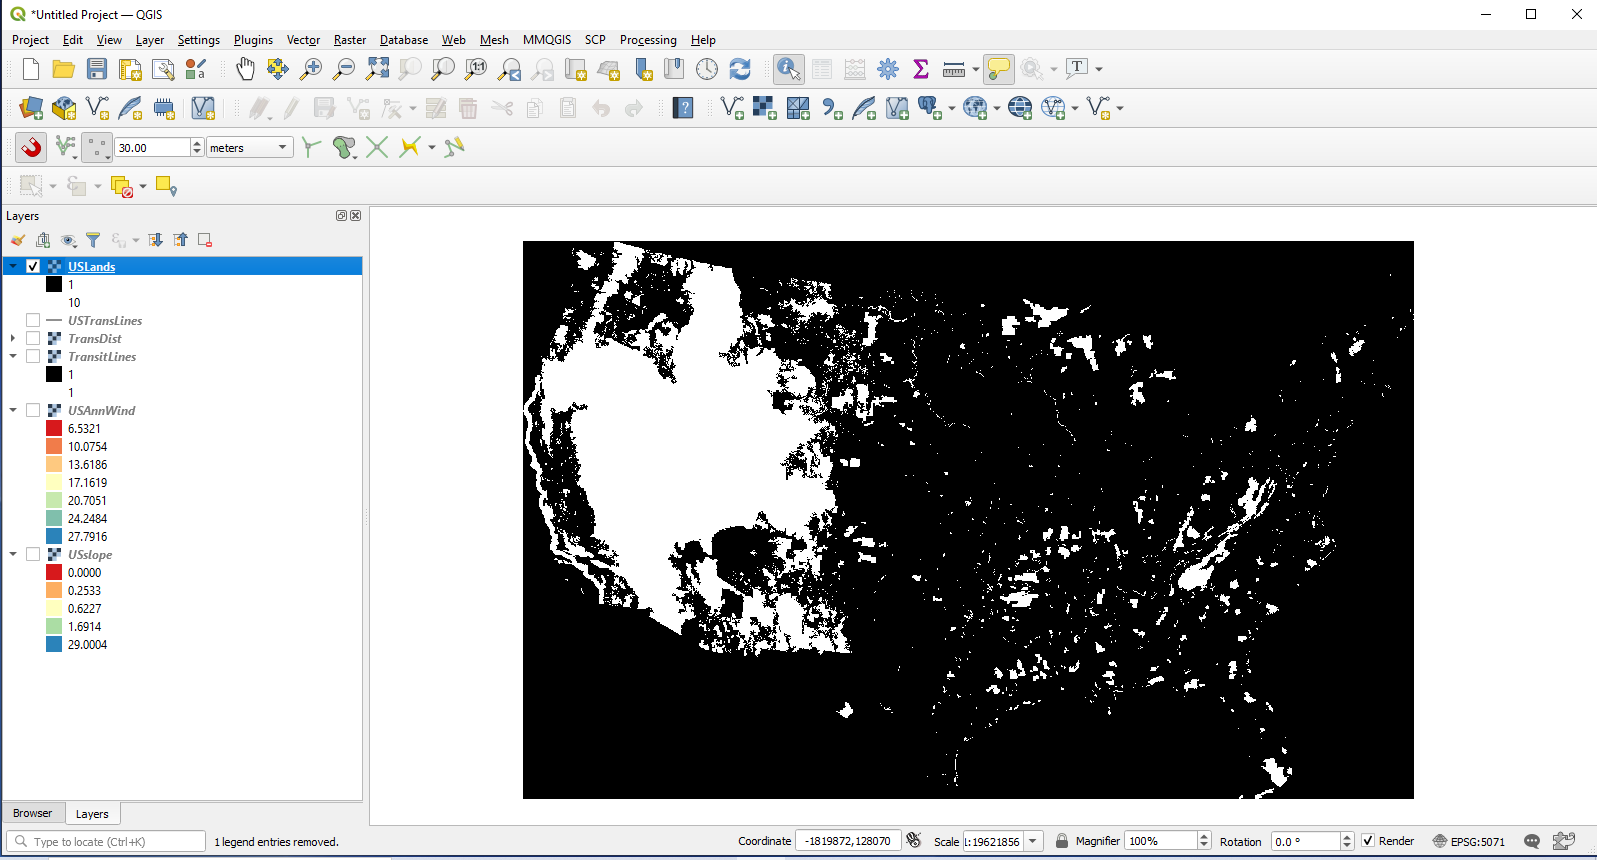 *Untitled Project — QGIS
Project Edit View Layer Settings Plugins Vector Raster Database Web Mesh MMQGIS SCP Processing Help
30.00 meters
Layers
USLands
1
10
USTransLines
TransDist
TransitLines
1
1
USAnnWind
6.5321
10.0754
13.6186
17.1619
20.7051
24.2484
27.7916
USslope
0.0000
0.2533
0.6227
1.6914
29.0004
Browser Layers
Type to locate (Ctrl+K) 1 legend entries removed. Coordinate -1819872,128070 Scale 1:19621856 Magnifier 100% Rotation 0.0 ° Render EPSG:5071